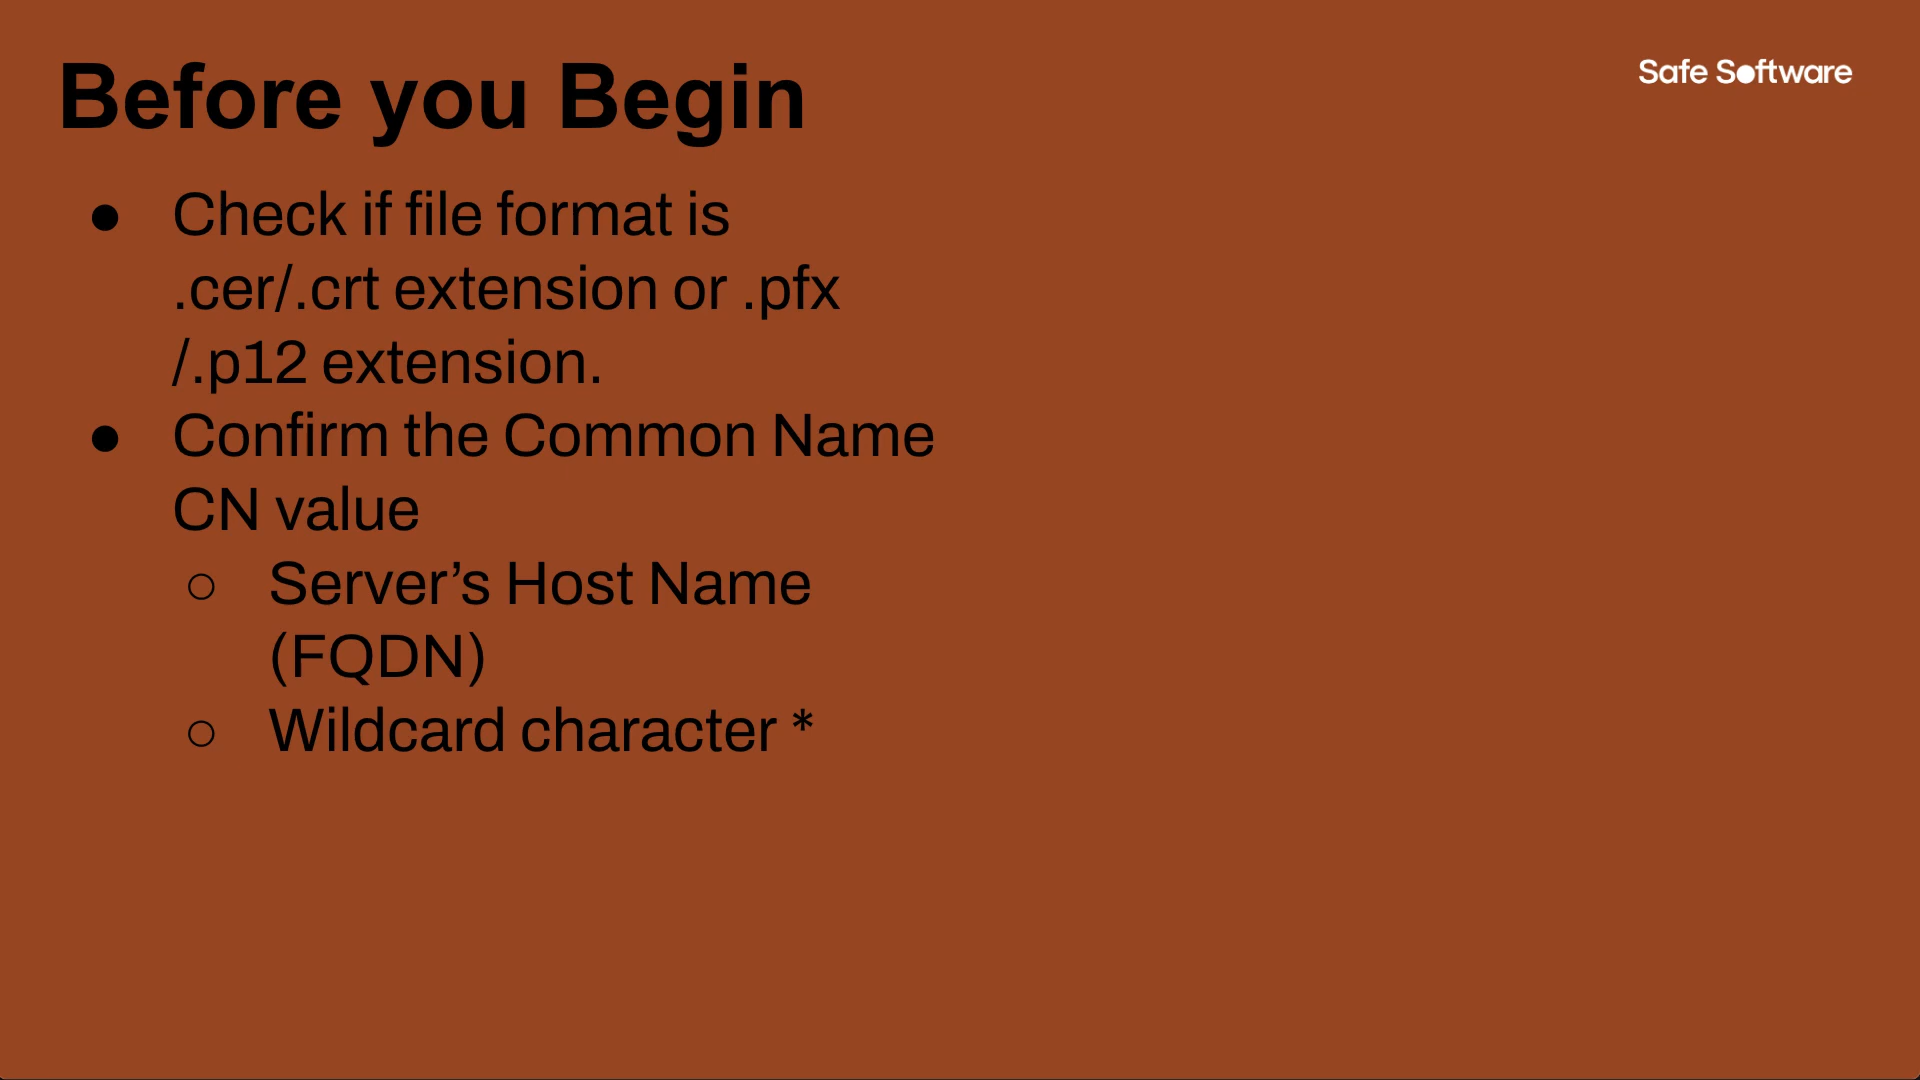 Before you Begin
Safe Software
● Check if file format is
.cer/.crt extension or .pfx
/.p12 extension.
● Confirm the Common Name
CN value
○ Server’s Host Name
(FQDN)
○ Wildcard character *